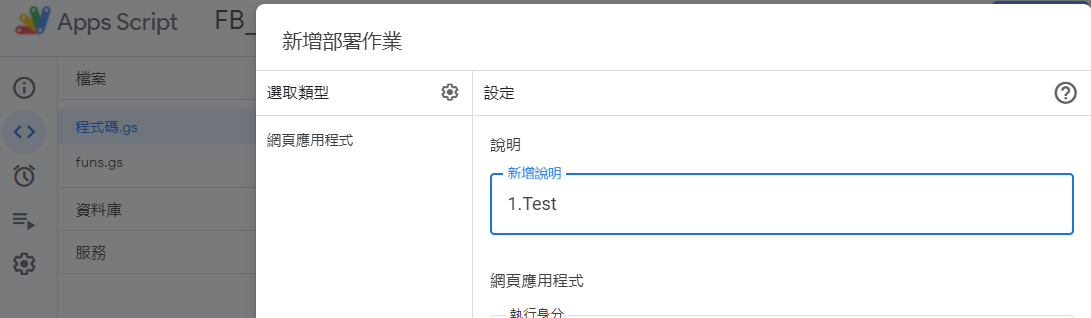 Apps Script
FB_
新增部署作業
檔案
選取類型
設定
程式碼.gs
網頁應用程式
說明
funs.gs
新增說明
1.Test
資料庫
服務
網頁應用程式
執行身分